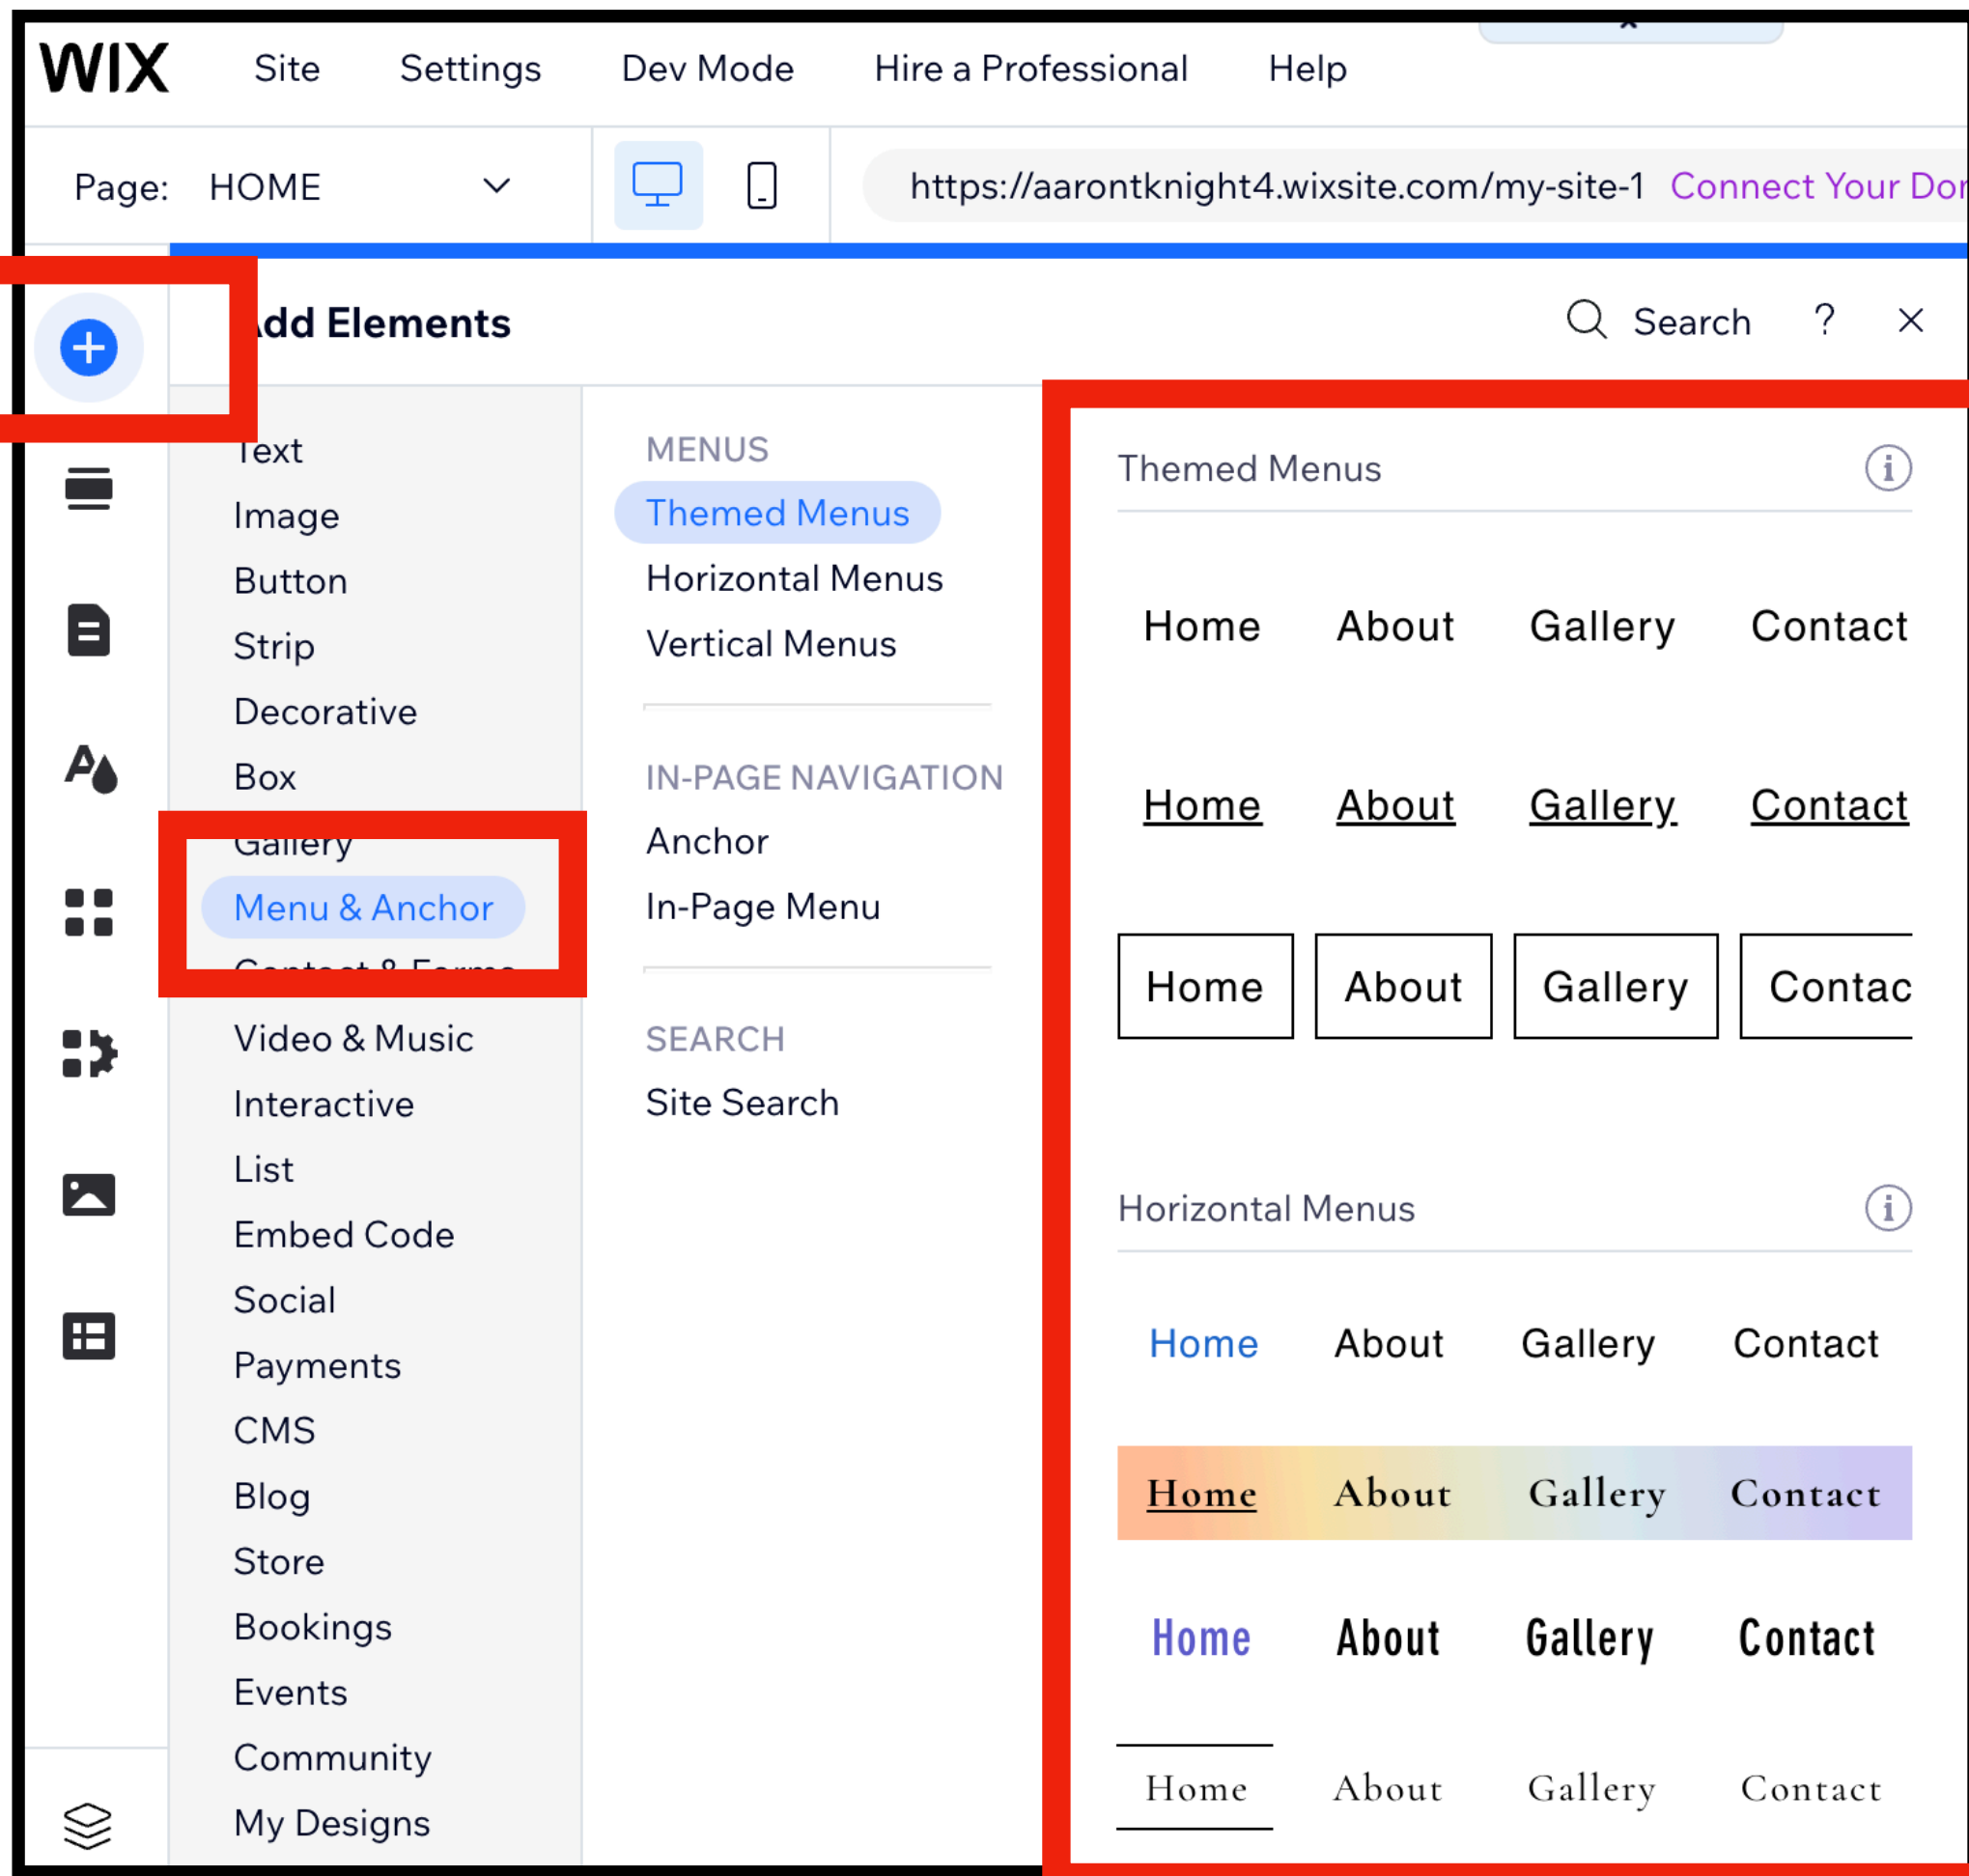 WIX Site Settings Dev Mode Hire a Professional Help
Page: HOME https://aarontknight4.wixsite.com/my-site-1 Connect Your Dor
Add Elements Search ? ×
Text
Image
Button
Strip
Decorative
Box
Gallery
Menu & Anchor
Contact & Forms
Video & Music
Interactive
List
Embed Code
Social
Payments
CMS
Blog
Store
Bookings
Events
Community
My Designs
MENUS
Themed Menus
Horizontal Menus
Vertical Menus
IN-PAGE NAVIGATION
Anchor
In-Page Menu
SEARCH
Site Search
Themed Menus
Home About Gallery Contact
Home About Gallery Contact
Home About Gallery Contac
Horizontal Menus
Home About Gallery Contact
Home About Gallery Contact
Home About Gallery Contact
Home About Gallery Contact